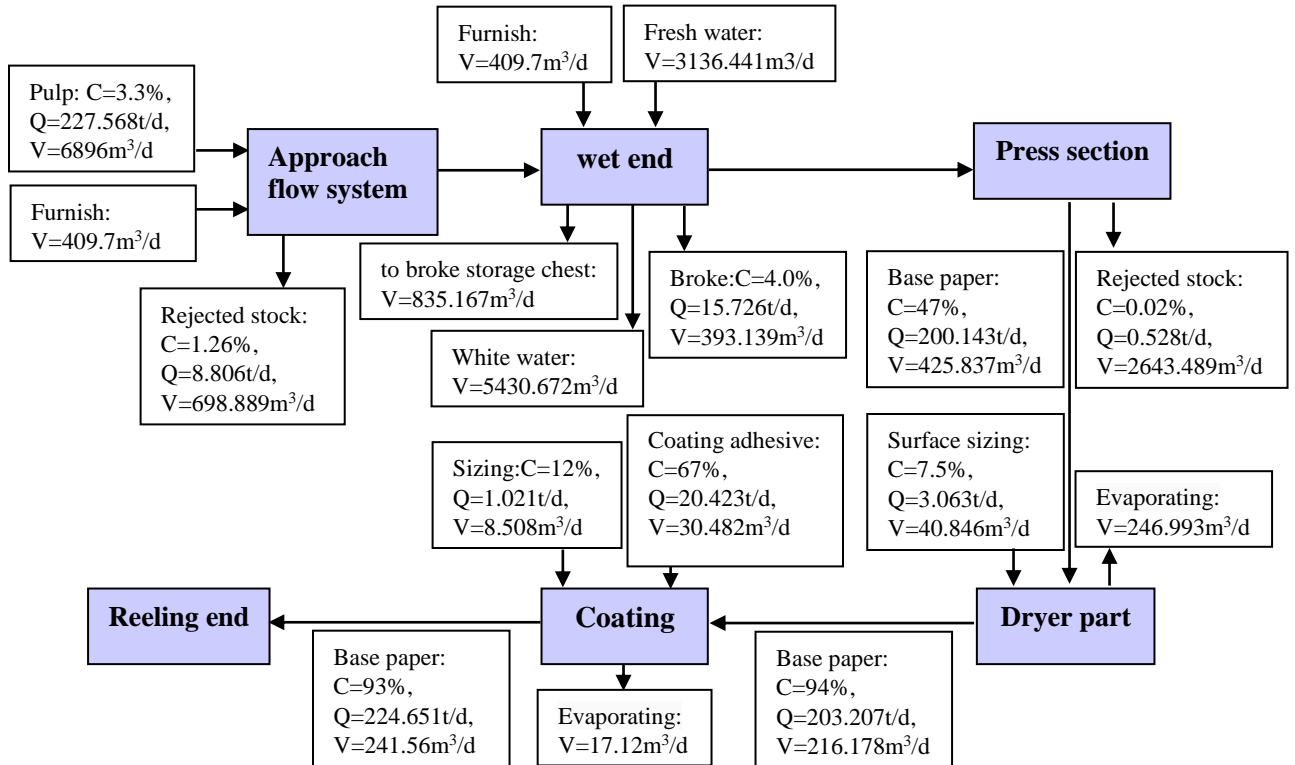 Furnish:
V=409.7m³/d
Fresh water:
V=3136.441m3/d
Pulp: C=3.3%,
Q=227.568t/d,
V=6896m³/d
Furnish:
V=409.7m³/d
Approach
flow system
wet end
Press section
Rejected stock:
C=1.26%,
Q=8.806t/d,
V=698.889m³/d
to broke storage chest:
V=835.167m³/d
White water:
V=5430.672m³/d
Broke:C=4.0%,
Q=15.726t/d,
V=393.139m³/d
Base paper:
C=47%,
Q=200.143t/d,
V=425.837m³/d
Rejected stock:
C=0.02%,
Q=0.528t/d,
V=2643.489m³/d
Sizing:C=12%,
Q=1.021t/d,
V=8.508m³/d
Coating adhesive:
C=67%,
Q=20.423t/d,
V=30.482m³/d
Surface sizing:
C=7.5%,
Q=3.063t/d,
V=40.846m³/d
Evaporating:
V=246.993m³/d
Reeling end
Coating
Dryer part
Base paper:
C=93%,
Q=224.651t/d,
V=241.56m³/d
Evaporating:
V=17.12m³/d
Base paper:
C=94%,
Q=203.207t/d,
V=216.178m³/d